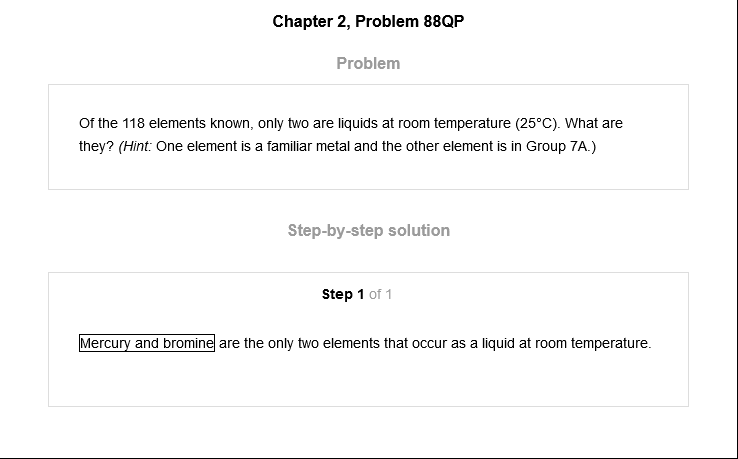 Chapter 2, Problem 88QP
Problem
Of the 118 elements known, only two are liquids at room temperature (25°C). What are
they? (Hint: One element is a familiar metal and the other element is in Group 7A.)
Step-by-step solution
Step 1 of 1
Mercury and bromine are the only two elements that occur as a liquid at room temperature.